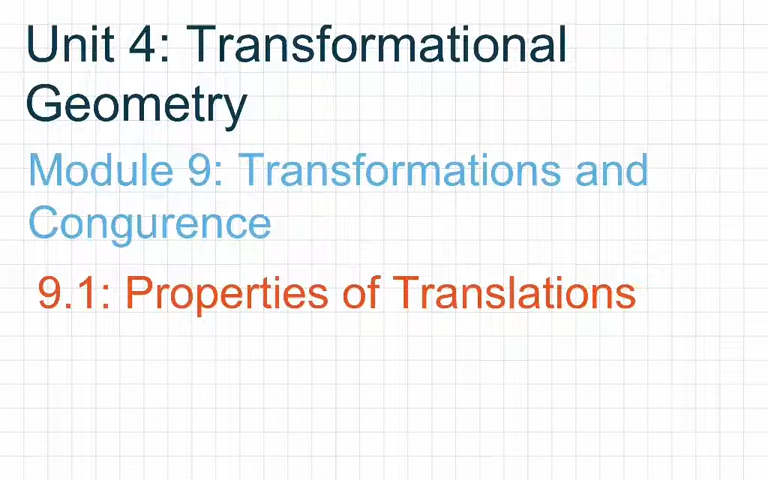 Unit 4: Transformational
Geometry
Module 9: Transformations and
Congurence
9.1: Properties of Translations